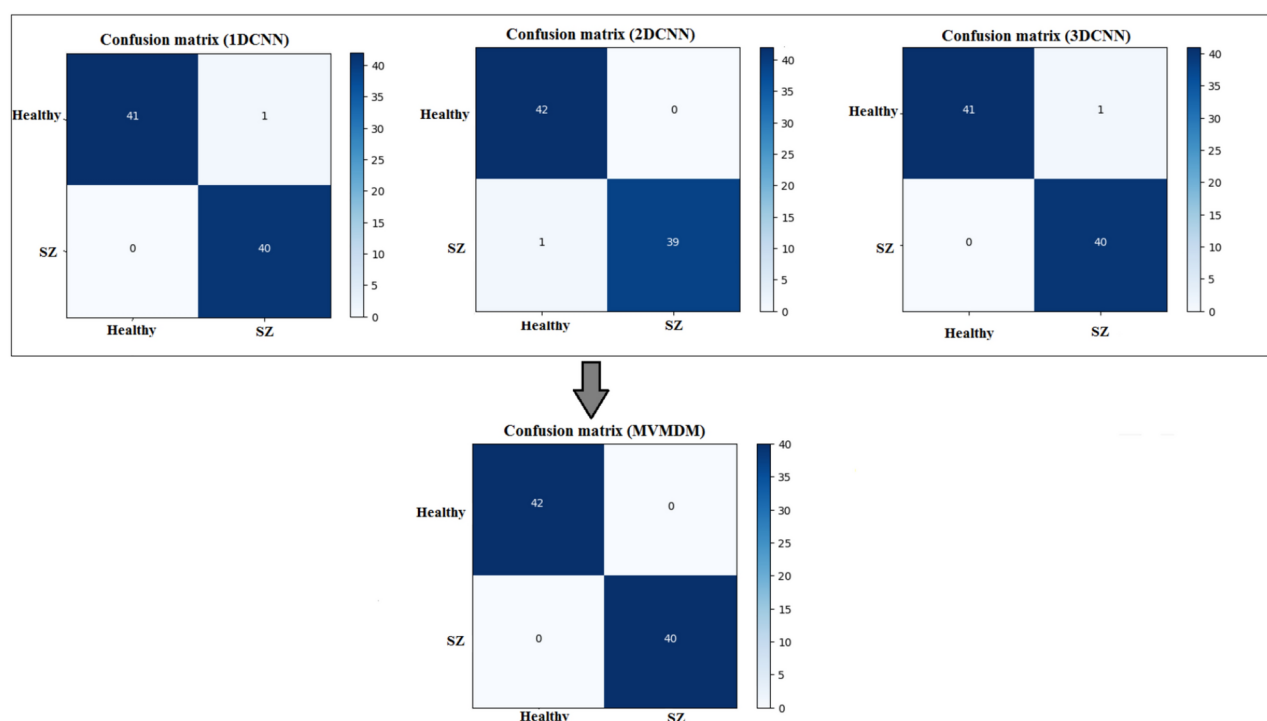 Confusion matrix (1DCNN)
Healthy
SZ
41
1
0
40
Healthy
SZ
40
35
30
25
20
15
10
5
0
Confusion matrix (2DCNN)
Healthy
SZ
42
0
1
39
Healthy
SZ
40
35
30
25
20
15
10
5
0
Confusion matrix (3DCNN)
Healthy
SZ
41
1
0
40
Healthy
SZ
40
35
30
25
20
15
10
5
0
Confusion matrix (MVMDM)
Healthy
SZ
42
0
0
40
Healthy
SZ
40
35
30
25
20
15
10
5
0